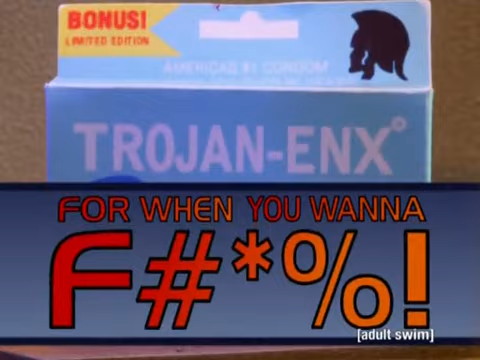 BONUS!
LIMITED EDITION
AMERICA'S #1 CONDOM
TROJAN-ENX®
FOR WHEN YOU WANNA
F#*%!
[adult swim]